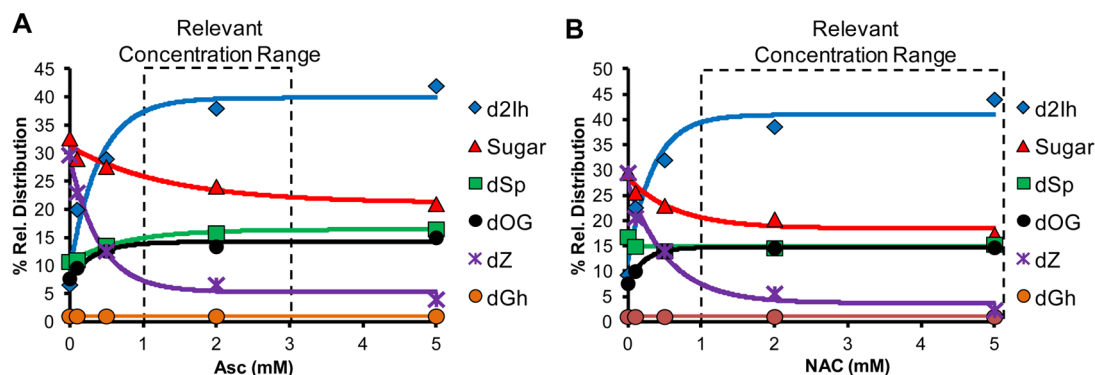 A
Relevant
Concentration Range
% Rel. Distribution
45
40
35
30
25
20
15
10
5
0
0
1
2
3
4
5
Asc (mM)
d2Ih
Sugar
dSp
dOG
dZ
dGh
B
Relevant
Concentration Range
% Rel. Distribution
50
45
40
35
30
25
20
15
10
5
0
0
1
2
3
4
5
NAC (mM)
d2Ih
Sugar
dSp
dOG
dZ
dGh